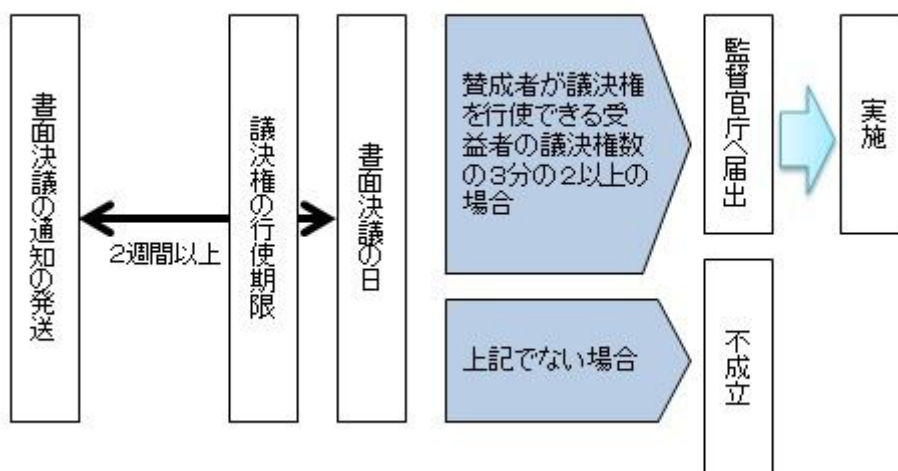 書面決議の通知の発送
2週間以上
議決権の行使期限
書面決議の日
賛成者が議決権
を行使できる受
益者の議決権数
の3分の2以上の
場合
監督官庁へ届出
実施
上記でない場合
不成立